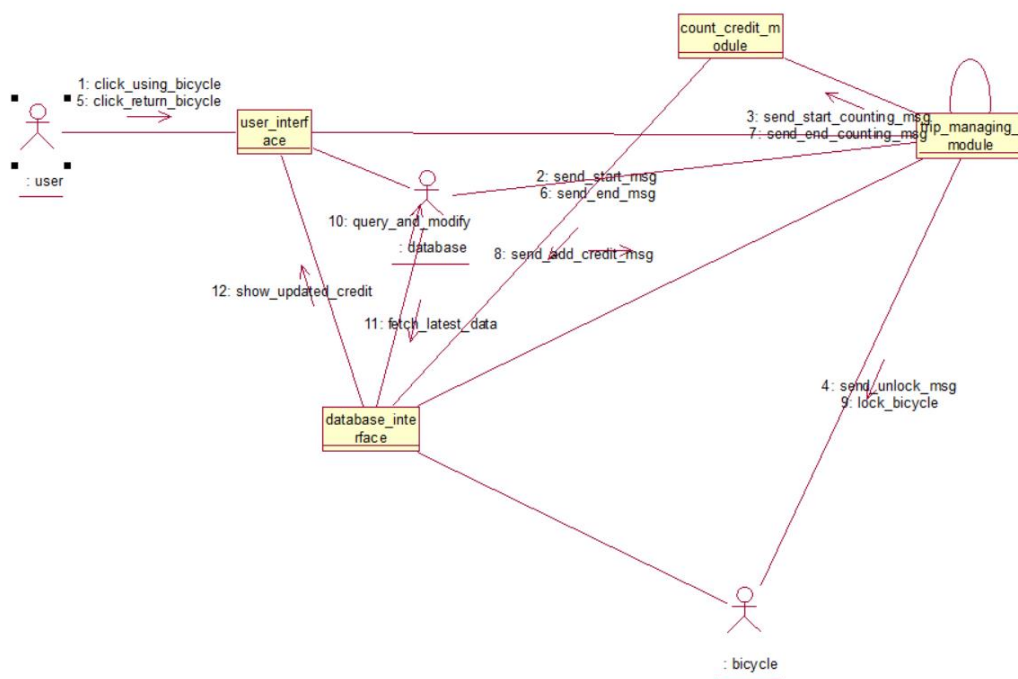 count_credit_m
odule
1: click_using_bicycle
5: click_return_bicycle
user_interf
ace
3: send_start_counting_msg
7: send_end_counting_msg
trip_managing_
module
: user
2: send_start_msg
6: send_end_msg
10: query_and_modify
: database
8: send_add_credit_msg
12: show_updated_credit
11: fetch_latest_data
4: send_unlock_msg
9: lock_bicycle
database_inte
rface
: bicycle